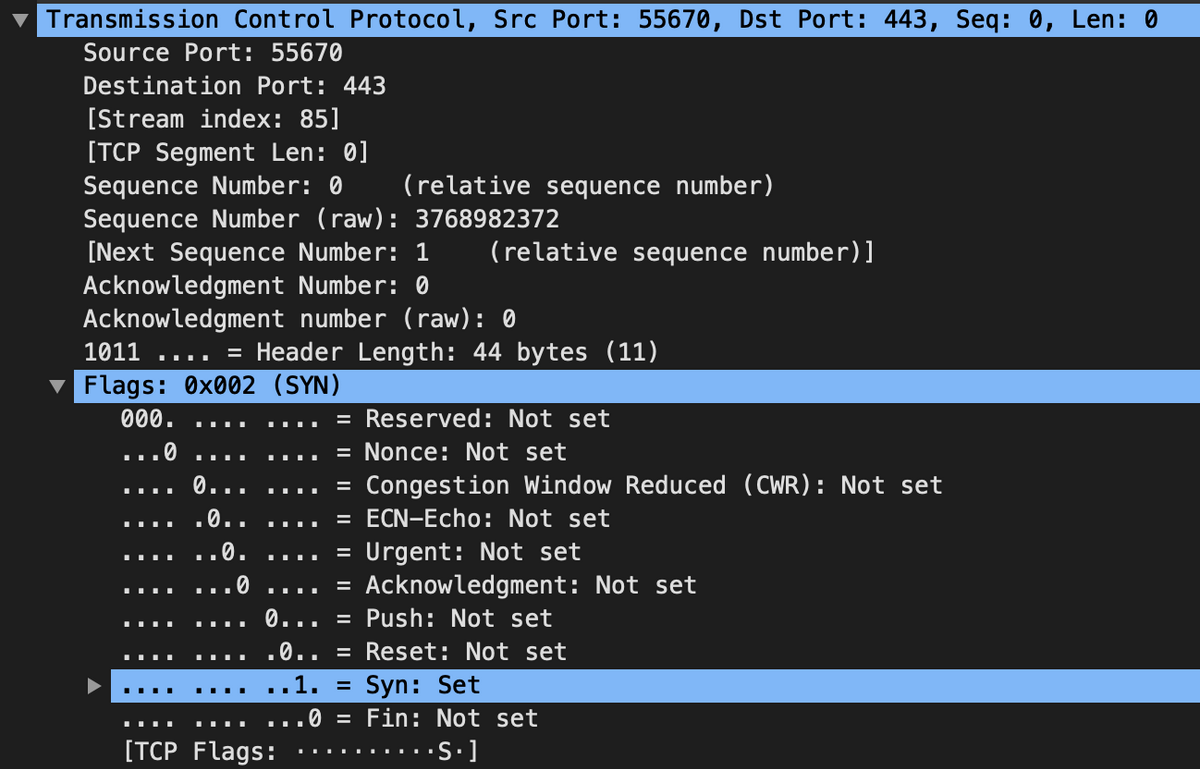 Transmission Control Protocol, Src Port: 55670, Dst Port: 443, Seq: 0, Len: 0
Source Port: 55670
Destination Port: 443
[Stream index: 85]
[TCP Segment Len: 0]
Sequence Number: 0    (relative sequence number)
Sequence Number (raw): 3768982372
[Next Sequence Number: 1    (relative sequence number)]
Acknowledgment Number: 0
Acknowledgment number (raw): 0
1011 .... = Header Length: 44 bytes (11)
Flags: 0x002 (SYN)
000. .... .... = Reserved: Not set
...0 .... .... = Nonce: Not set
.... 0... .... = Congestion Window Reduced (CWR): Not set
.... .0.. .... = ECN-Echo: Not set
.... ..0. .... = Urgent: Not set
.... ...0 .... = Acknowledgment: Not set
.... .... 0... = Push: Not set
.... .... .0.. = Reset: Not set
.... .... ..1. = Syn: Set
.... .... ...0 = Fin: Not set
[TCP Flags: ··········S·]